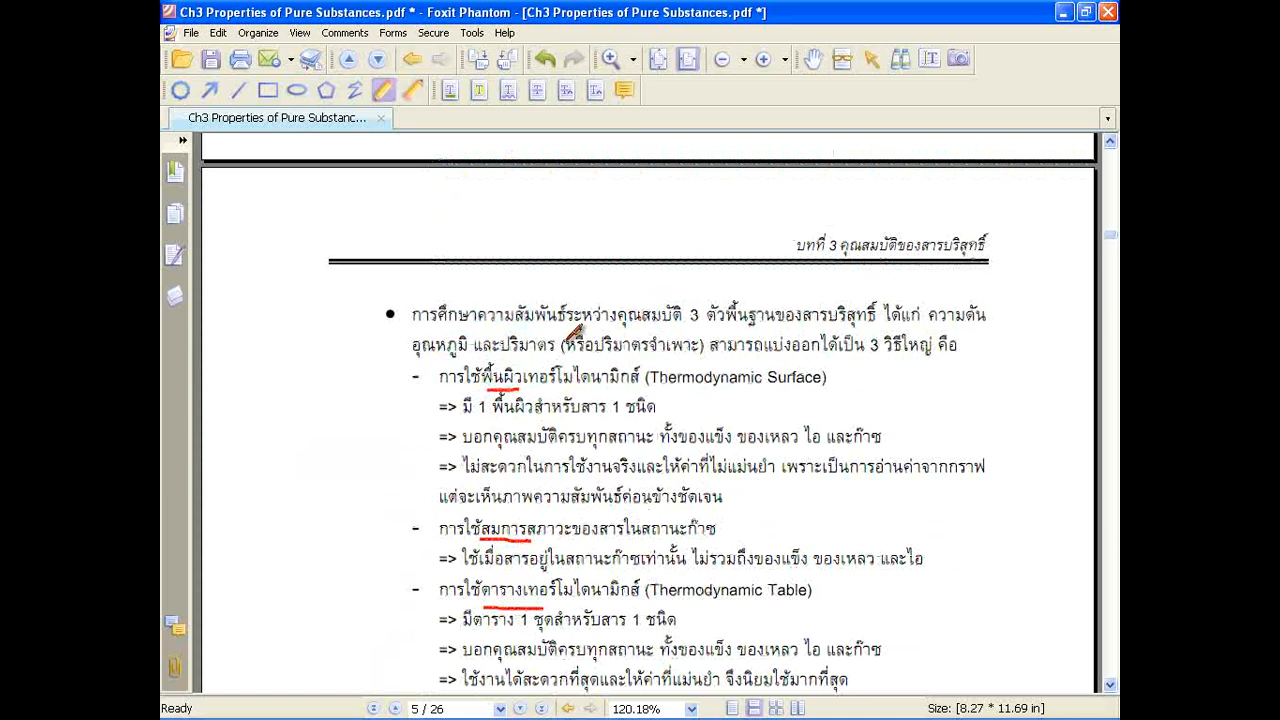 Ch3 Properties of Pure Substances.pdf * - Foxit Phantom - [Ch3 Properties of Pure Substances.pdf *]
File Edit Organize View Comments Forms Secure Tools Help
Ch3 Properties of Pure Substanc...
บทที่ 3 คุณสมบัติของสารบริสุทธิ์
● การศึกษาความสัมพันธ์ระหว่างคุณสมบัติ 3 ตัวพื้นฐานของสารบริสุทธิ์ ได้แก่ ความดัน
อุณหภูมิ และปริมาตร (หรือปริมาตรจำเพาะ) สามารถแบ่งออกได้เป็น 3 วิธีใหญ่ คือ
- การใช้พื้นผิวเทอร์โมไดนามิกส์ (Thermodynamic Surface)
=> มี 1 พื้นผิวสำหรับสาร 1 ชนิด
=> บอกคุณสมบัติครบทุกสถานะ ทั้งของแข็ง ของเหลว ไอ และก๊าซ
=> ไม่สะดวกในการใช้งานจริงและให้ค่าที่ไม่แม่นยำ เพราะเป็นการอ่านค่าจากกราฟ
แต่จะเห็นภาพความสัมพันธ์ค่อนข้างชัดเจน
- การใช้สมการสภาวะของสารในสถานะก๊าซ
=> ใช้เมื่อสารอยู่ในสถานะก๊าซเท่านั้น ไม่รวมถึงของแข็ง ของเหลว และไอ
- การใช้ตารางเทอร์โมไดนามิกส์ (Thermodynamic Table)
=> มีตาราง 1 ชุดสำหรับสาร 1 ชนิด
=> บอกคุณสมบัติครบทุกสถานะ ทั้งของแข็ง ของเหลว ไอ และก๊าซ
=> ใช้งานได้สะดวกที่สุดและให้ค่าที่แม่นยำ จึงนิยมใช้มากที่สุด
Ready 5 / 26 120.18% Size: [8.27 * 11.69 in]